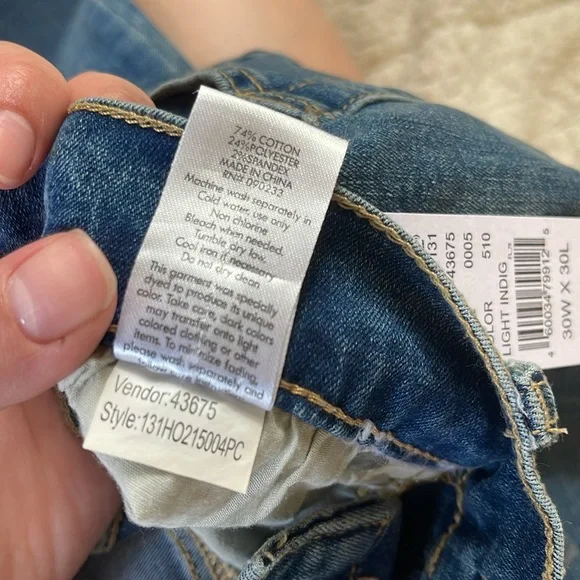 74% COTTON
24%POLYESTER
2%SPANDEX
MADE IN CHINA
RN# 090233
Machine wash separately in
Cold water, use only
Non chlorine
Bleach when needed.
Tumble dry low.
Cool iron if necessary
Do not dry clean
This garment was specially
dyed to produce its unique
color. Take care, dark colors
may transfer onto light
colored clothing or other
items. To minimize fading,
please wash separately and
Vendor:43675
Style:131HO215004PC
131
43675
0005
510
LIGHT INDIG
30W X 30L